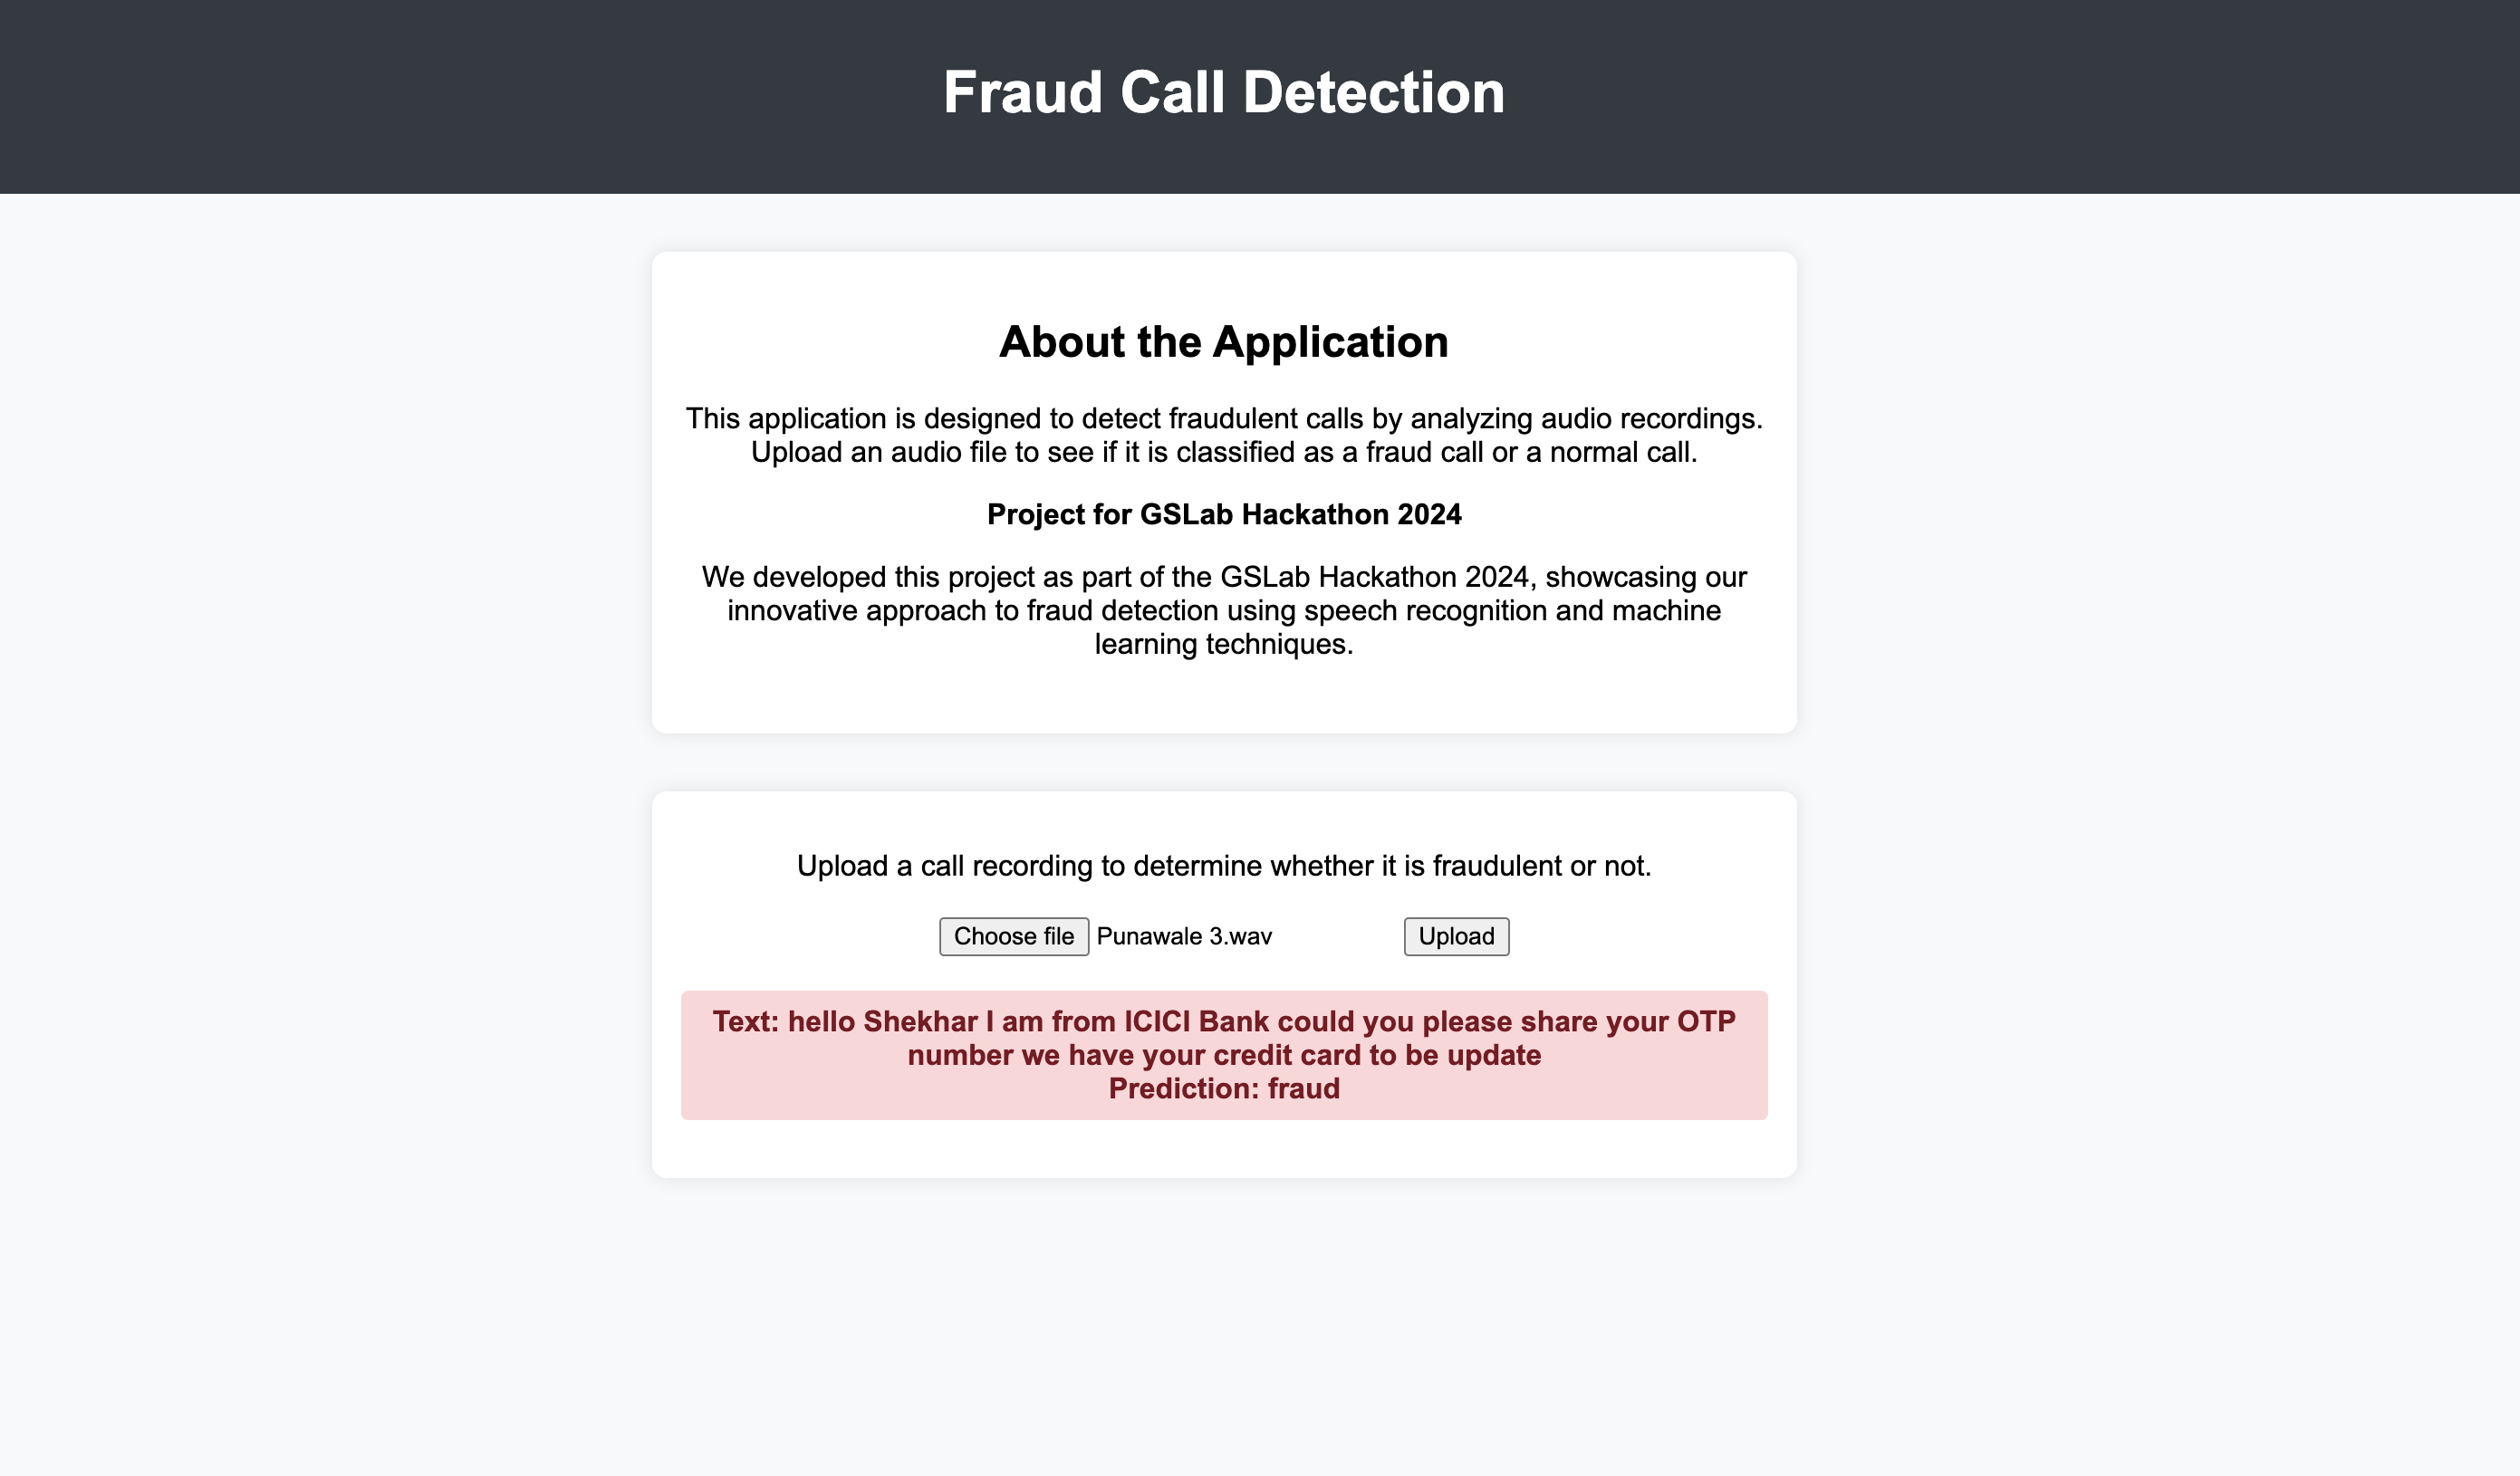 Fraud Call Detection
About the Application
This application is designed to detect fraudulent calls by analyzing audio recordings.
Upload an audio file to see if it is classified as a fraud call or a normal call.
Project for GSLab Hackathon 2024
We developed this project as part of the GSLab Hackathon 2024, showcasing our
innovative approach to fraud detection using speech recognition and machine
learning techniques.
Upload a call recording to determine whether it is fraudulent or not.
Choose file Punawale 3.wav Upload
Text: hello Shekhar I am from ICICI Bank could you please share your OTP
number we have your credit card to be update
Prediction: fraud